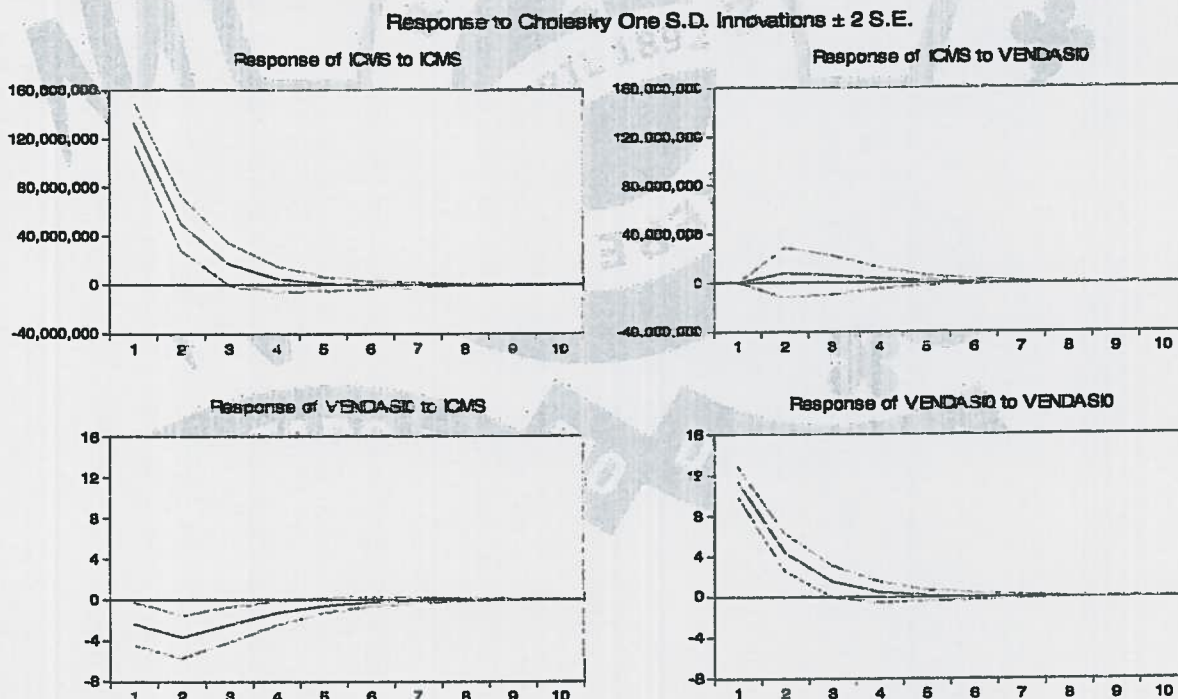 Response to Cholesky One S.D. Innovations ± 2 S.E.
Response of ICMS to ICMS
160,000,000
120,000,000
80,000,000
40,000,000
0
-40,000,000
1 2 3 4 5 6 7 8 9 10
Response of ICMS to VENDASI0
160,000,000
120,000,000
80,000,000
40,000,000
0
-40,000,000
1 2 3 4 5 6 7 8 9 10
Response of VENDASI0 to ICMS
16
12
8
4
0
-4
-8
1 2 3 4 5 6 7 8 9 10
Response of VENDASI0 to VENDASI0
16
12
8
4
0
-4
-8
1 2 3 4 5 6 7 8 9 10